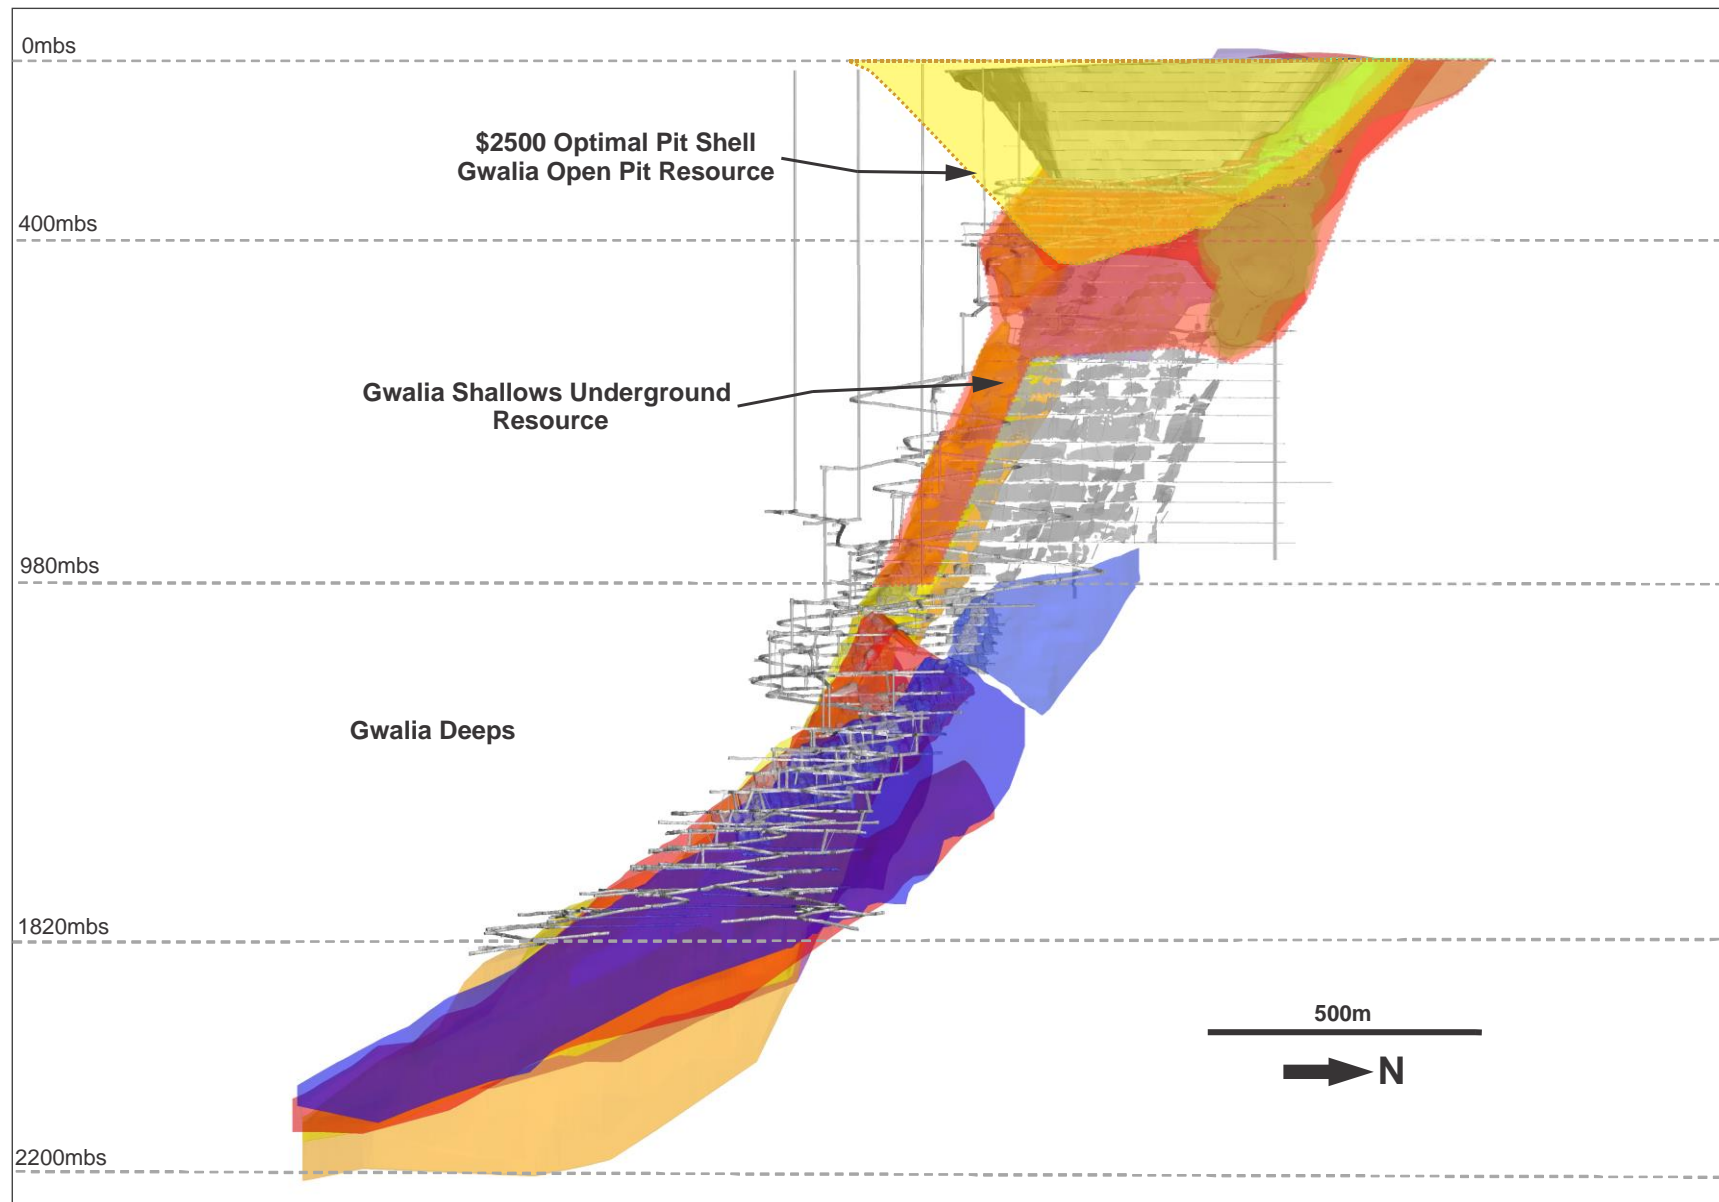 0mbs
$2500 Optimal Pit Shell
Gwalia Open Pit Resource
400mbs
Gwalia Shallows Underground
Resource
980mbs
Gwalia Deeps
1820mbs
500m
N
2200mbs